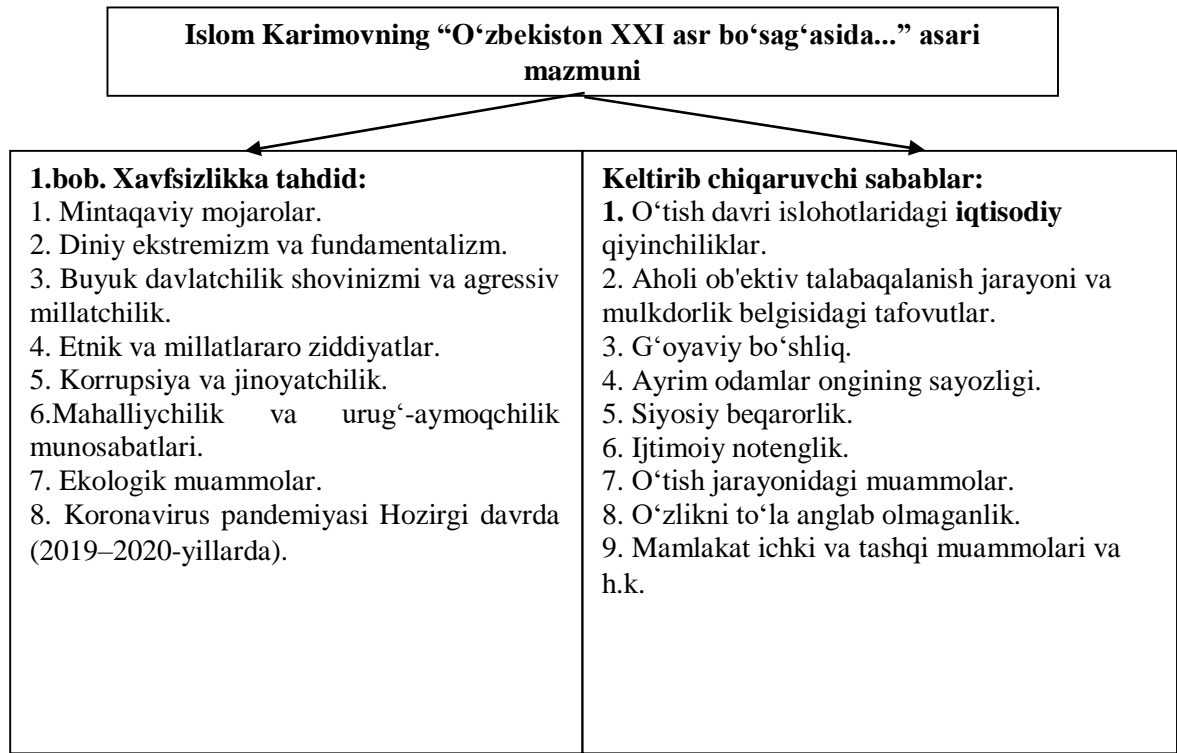 Islom Karimovning “O‘zbekiston XXI asr bo‘sag‘asida...” asari
mazmuni
1.bob. Xavfsizlikka tahdid:
1. Mintaqaviy mojarolar.
2. Diniy ekstremizm va fundamentalizm.
3. Buyuk davlatchilik shovinizmi va agressiv
millatchilik.
4. Etnik va millatlararo ziddiyatlar.
5. Korrupsiya va jinoyatchilik.
6.Mahalliychilik va urug‘-aymoqchilik
munosabatlari.
7. Ekologik muammolar.
8. Koronavirus pandemiyasi Hozirgi davrda
(2019–2020-yillarda).
Keltirib chiqaruvchi sabablar:
1. O‘tish davri islohotlaridagi iqtisodiy
qiyinchiliklar.
2. Aholi ob'ektiv talabaqalanish jarayoni va
mulkdorlik belgisidagi tafovutlar.
3. G‘oyaviy bo‘shliq.
4. Ayrim odamlar ongining sayozligi.
5. Siyosiy beqarorlik.
6. Ijtimoiy notenglik.
7. O‘tish jarayonidagi muammolar.
8. O‘zlikni to‘la anglab olmaganlik.
9. Mamlakat ichki va tashqi muammolari va
h.k.